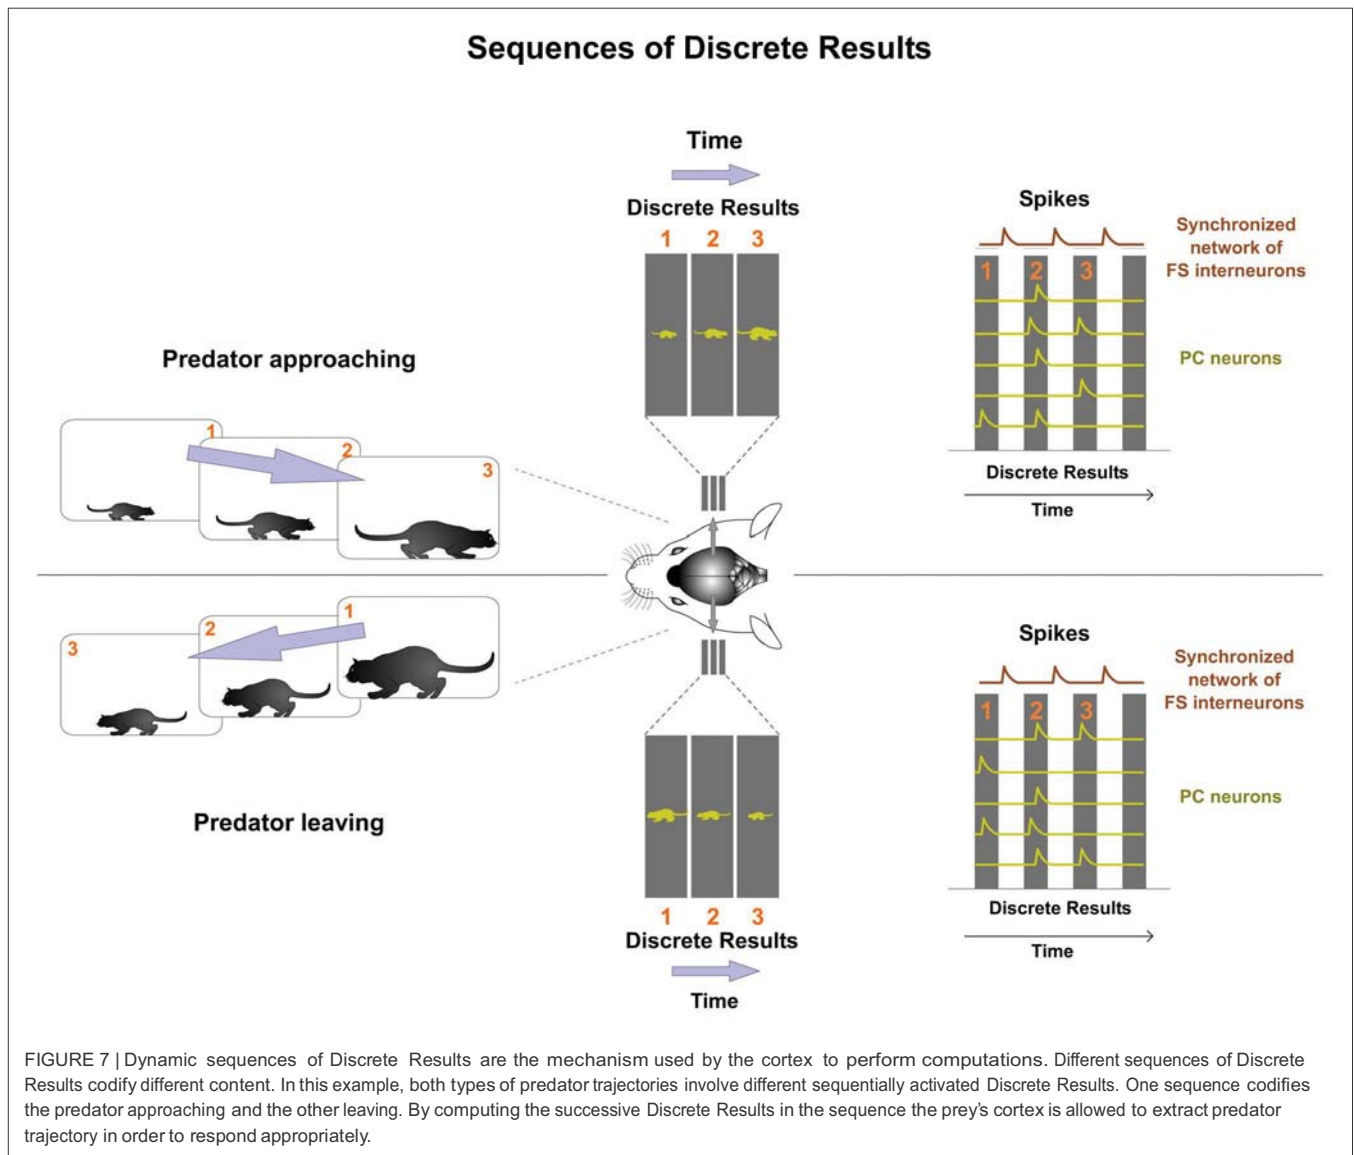 Sequences of Discrete Results
Time
Discrete Results
1 2 3
Spikes
Synchronized
network of
FS interneurons
1 2 3
PC neurons
Discrete Results
Time
Predator approaching
1
2
3
3
2
1
Predator leaving
Spikes
Synchronized
network of
FS interneurons
1 2 3
PC neurons
Discrete Results
Time
1 2 3
Discrete Results
Time
FIGURE 7 | Dynamic sequences of Discrete Results are the mechanism used by the cortex to perform computations. Different sequences of Discrete
Results codify different content. In this example, both types of predator trajectories involve different sequentially activated Discrete Results. One sequence codifies
the predator approaching and the other leaving. By computing the successive Discrete Results in the sequence the prey's cortex is allowed to extract predator
trajectory in order to respond appropriately.